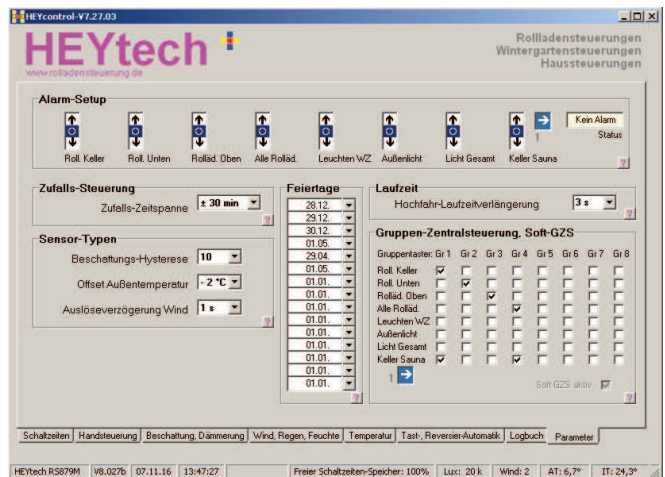 HEYcontrol-V7.27.03
HEYtech
www.rolladensteuerung.de
Rollladensteuerungen
Wintergartensteuerungen
Haussteuerungen
Alarm-Setup
Roll. Keller Roll. Unten Rolläd. Oben Alle Rolläd. Leuchten WZ Außenlicht Licht Gesamt Keller Sauna
1
Kein Alarm
Status
?
Zufalls-Steuerung
Zufalls-Zeitspanne ± 30 min
?
Sensor-Typen
Beschattungs-Hysterese 10
Offset Außentemperatur - 2 °C
Auslöseverzögerung Wind 1 s
?
Feiertage
28.12.
29.12.
30.12.
01.05.
29.04.
01.05.
01.01.
01.01.
01.01.
01.01.
01.01.
01.01.
01.01.
01.01.
01.01.
?
Laufzeit
Hochfahr-Laufzeitverlängerung 3 s
?
Gruppen-Zentralsteuerung, Soft-GZS
Gruppentaster: Gr 1 Gr 2 Gr 3 Gr 4 Gr 5 Gr 6 Gr 7 Gr 8
Roll. Keller
Roll. Unten
Rolläd. Oben
Alle Rolläd.
Leuchten WZ
Außenlicht
Licht Gesamt
Keller Sauna
1
Soft-GZS aktiv
?
Schaltzeiten Handsteuerung Beschattung, Dämmerung Wind, Regen, Feuchte Temperatur Tast-, Reversier-Automatik Logbuch Parameter
HEYtech RS879M V8.027b 07.11.16 13:47:27 Freier Schaltzeiten-Speicher: 100% Lux: 20 k Wind: 2 AT: 6,7° IT: 24,3°